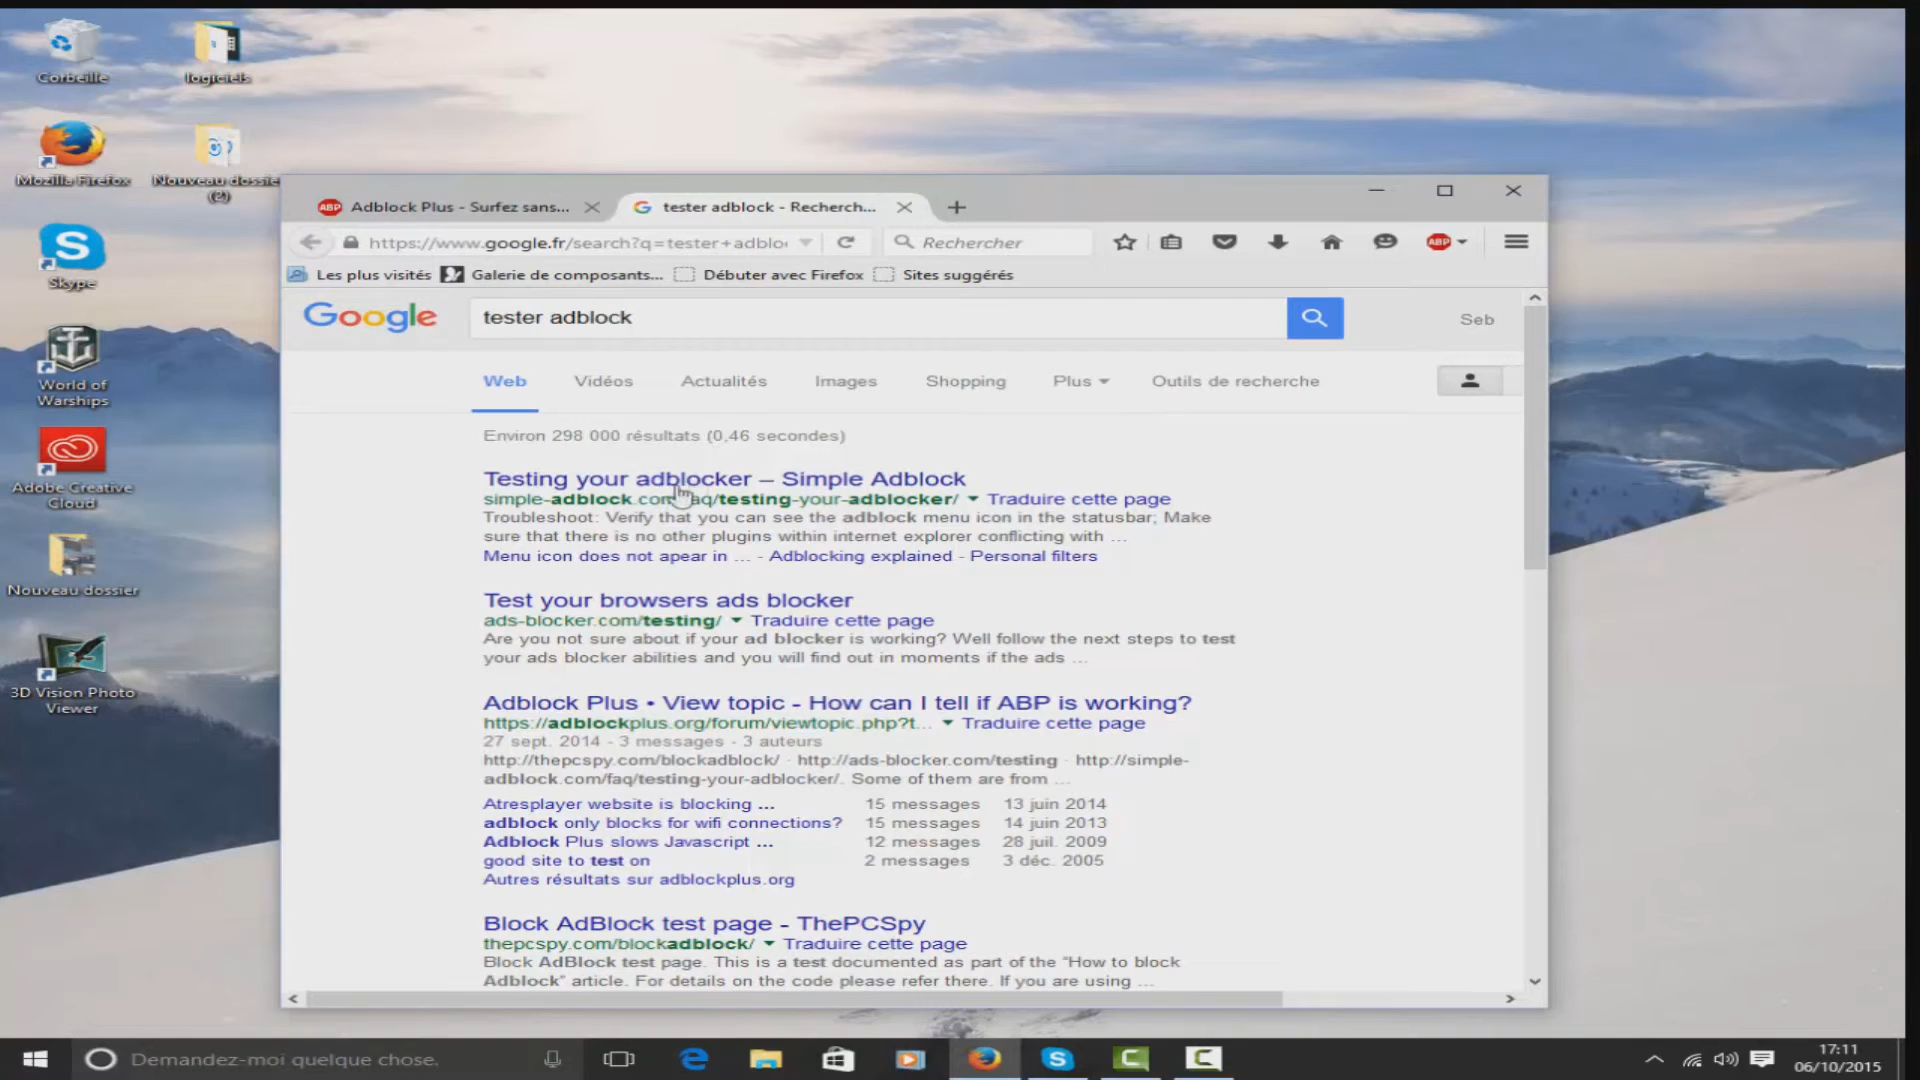 Corbeille
logiciels
Mozilla Firefox
Nouveau dossier
(2)
Skype
World of
Warships
Adobe Creative
Cloud
Nouveau dossier
3D Vision Photo
Viewer
ABP Adblock Plus - Surfez sans...
tester adblock - Recherch...
https://www.google.fr/search?q=tester+adblo
Rechercher
ABP
Les plus visités
Galerie de composants...
Débuter avec Firefox
Sites suggérés
Google
tester adblock
Seb
Web Vidéos Actualités Images Shopping Plus Outils de recherche
Environ 298 000 résultats (0,46 secondes)
Testing your adblocker – Simple Adblock
simple-adblock.com/faq/testing-your-adblocker/ Traduire cette page
Troubleshoot: Verify that you can see the adblock menu icon in the statusbar; Make
sure that there is no other plugins within internet explorer conflicting with ...
Menu icon does not apear in ... - Adblocking explained - Personal filters
Test your browsers ads blocker
ads-blocker.com/testing/ Traduire cette page
Are you not sure about if your ad blocker is working? Well follow the next steps to test
your ads blocker abilities and you will find out in moments if the ads ...
Adblock Plus • View topic - How can I tell if ABP is working?
https://adblockplus.org/forum/viewtopic.php?t... Traduire cette page
27 sept. 2014 - 3 messages - 3 auteurs
http://thepcspy.com/blockadblock/ · http://ads-blocker.com/testing · http://simple-
adblock.com/faq/testing-your-adblocker/. Some of them are from ...
Atresplayer website is blocking ... 15 messages 13 juin 2014
adblock only blocks for wifi connections? 15 messages 14 juin 2013
Adblock Plus slows Javascript ... 12 messages 28 juil. 2009
good site to test on 2 messages 3 déc. 2005
Autres résultats sur adblockplus.org
Block AdBlock test page - ThePCSpy
thepcspy.com/blockadblock/ Traduire cette page
Block AdBlock test page. This is a test documented as part of the "How to block
Adblock" article. For details on the code please refer there. If you are using ...
Demandez-moi quelque chose.
17:11
06/10/2015